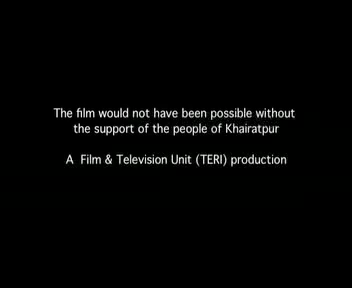 The film would not have been possible without
the support of the people of Khairatpur
A Film & Television Unit (TERI) production